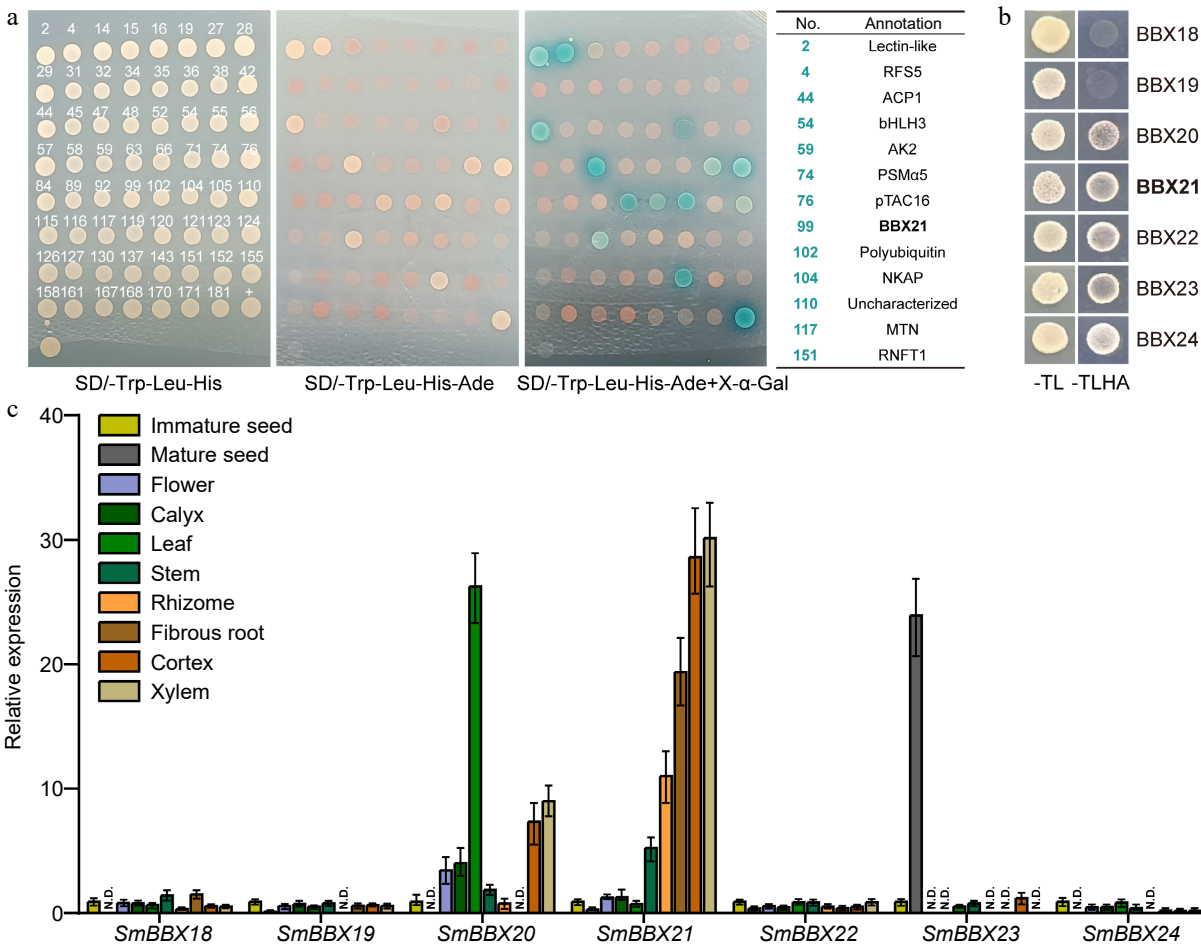 a
2 4 14 15 16 19 27 28
29 31 32 34 35 36 38 42
44 45 47 48 52 54 55 56
57 58 59 63 66 71 74 76
84 89 92 99 102 104 105 110
115 116 117 119 120 121 123 124
126 127 130 137 143 151 152 155
158 161 167 168 170 171 181 +
SD/-Trp-Leu-His
SD/-Trp-Leu-His-Ade
SD/-Trp-Leu-His-Ade+X-α-Gal
No. Annotation
2 Lectin-like
4 RFS5
44 ACP1
54 bHLH3
59 AK2
74 PSMα5
76 pTAC16
99 BBX21
102 Polyubiquitin
104 NKAP
110 Uncharacterized
117 MTN
151 RNFT1
b
BBX18
BBX19
BBX20
BBX21
BBX22
BBX23
BBX24
-TL -TLHA
c
Relative expression
40
30
20
10
0
Immature seed
Mature seed
Flower
Calyx
Leaf
Stem
Rhizome
Fibrous root
Cortex
Xylem
N.D. N.D. N.D. N.D. N.D. N.D. N.D. N.D. N.D. N.D. N.D.
SmBBX18 SmBBX19 SmBBX20 SmBBX21 SmBBX22 SmBBX23 SmBBX24